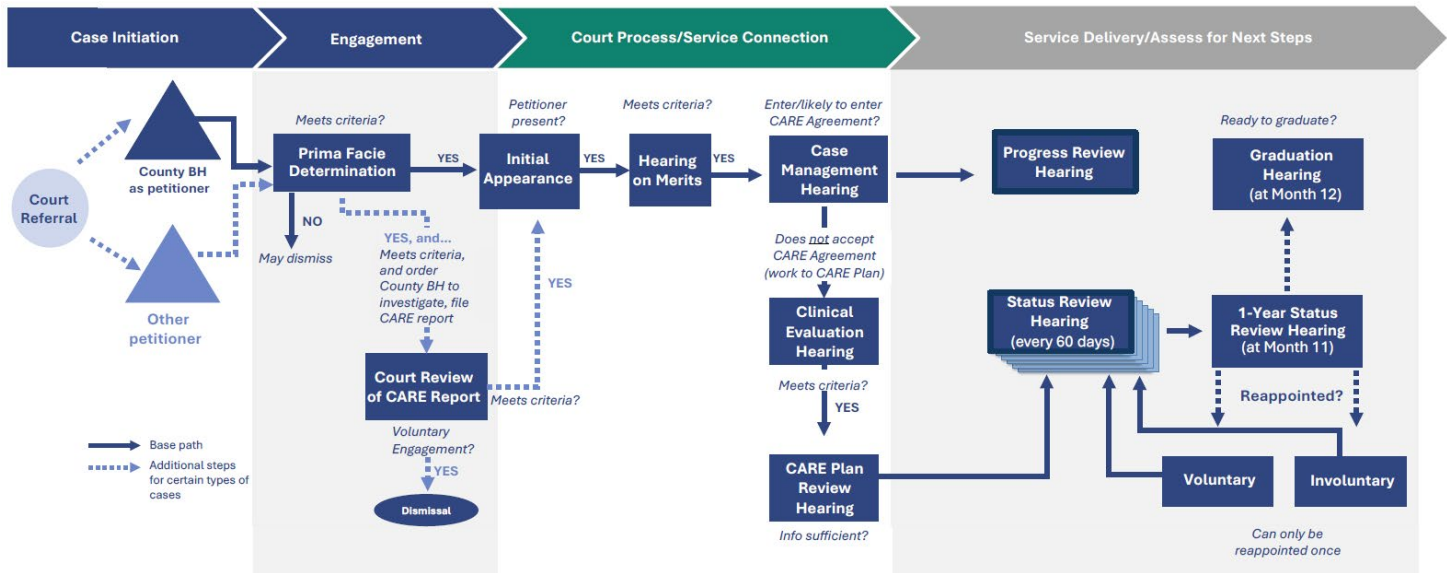 Case Initiation
Engagement
Court Process/Service Connection
Service Delivery/Assess for Next Steps
County BH
as petitioner
Court
Referral
Other
petitioner
Base path
Additional steps
for certain types of
cases
Meets criteria?
Prima Facie
Determination
YES
NO
May dismiss
YES, and...
Meets criteria,
and order
County BH to
investigate, file
CARE report
Court Review
of CARE Report
Meets criteria?
YES
Voluntary
Engagement?
YES
Dismissal
Petitioner
present?
Initial
Appearance
YES
Meets criteria?
Hearing
on Merits
YES
Enter/likely to enter
CARE Agreement?
Case
Management
Hearing
Does not accept
CARE Agreement
(work to CARE Plan)
Clinical
Evaluation
Hearing
Meets criteria?
YES
CARE Plan
Review
Hearing
Info sufficient?
Progress Review
Hearing
Status Review
Hearing
(every 60 days)
Ready to graduate?
Graduation
Hearing
(at Month 12)
1-Year Status
Review Hearing
(at Month 11)
Reappointed?
Voluntary
Involuntary
Can only be
reappointed once